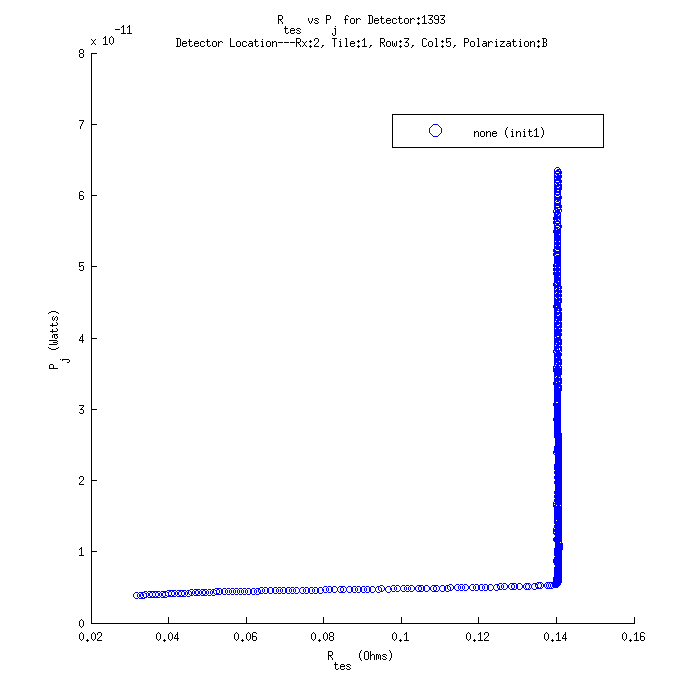 R_tes vs P_j for Detector:1393
Detector Location---Rx:2, Tile:1, Row:3, Col:5, Polarization:B
x 10^-11
8
7
none (init1)
6
5
4
P_j (Watts)
3
2
1
0
0.02 0.04 0.06 0.08 0.1 0.12 0.14 0.16
R_tes (Ohms)